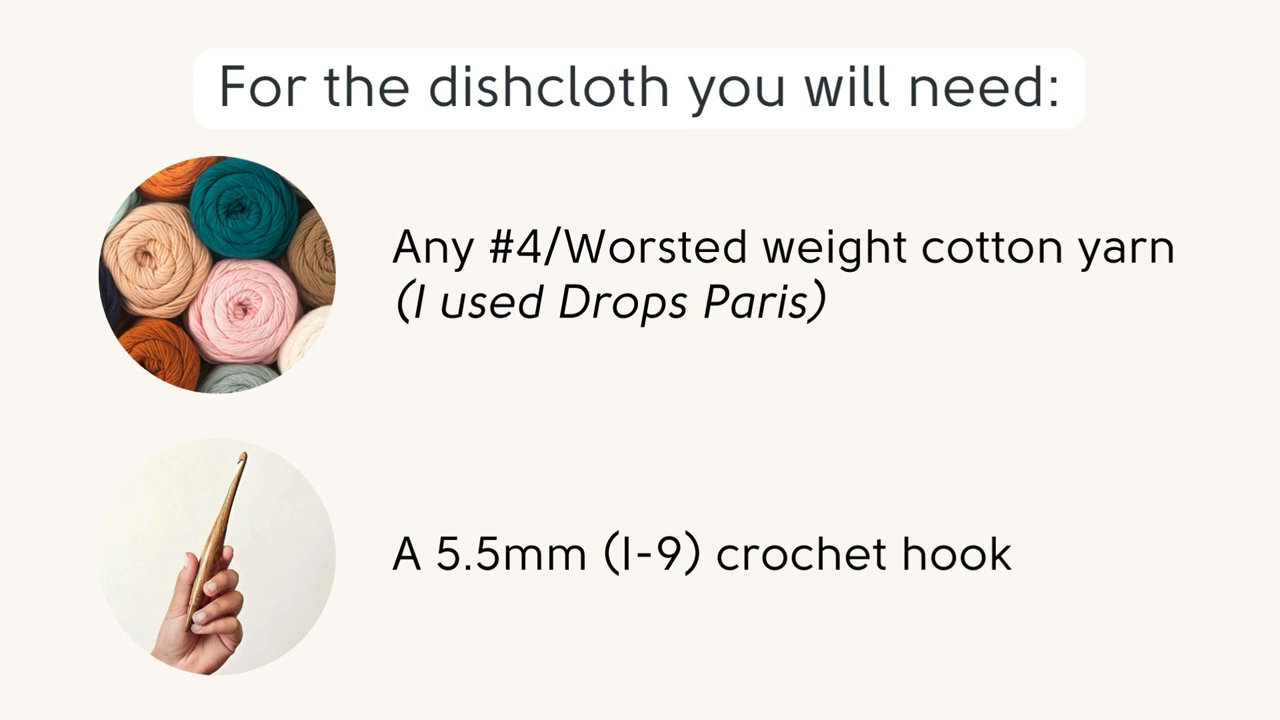 For the dishcloth you will need:
Any #4/Worsted weight cotton yarn
(I used Drops Paris)
A 5.5mm (I-9) crochet hook